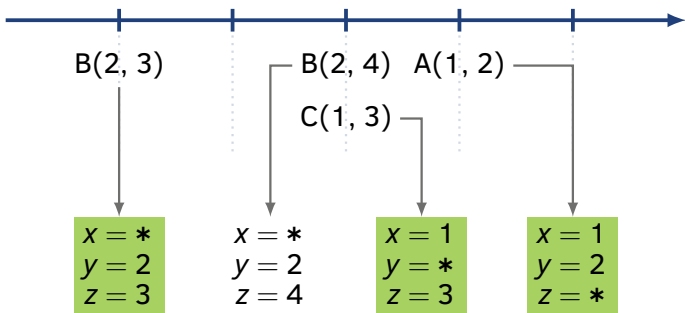 B(2, 3)
B(2, 4)
A(1, 2)
C(1, 3)
x = *
y = 2
z = 3
x = *
y = 2
z = 4
x = 1
y = *
z = 3
x = 1
y = 2
z = *